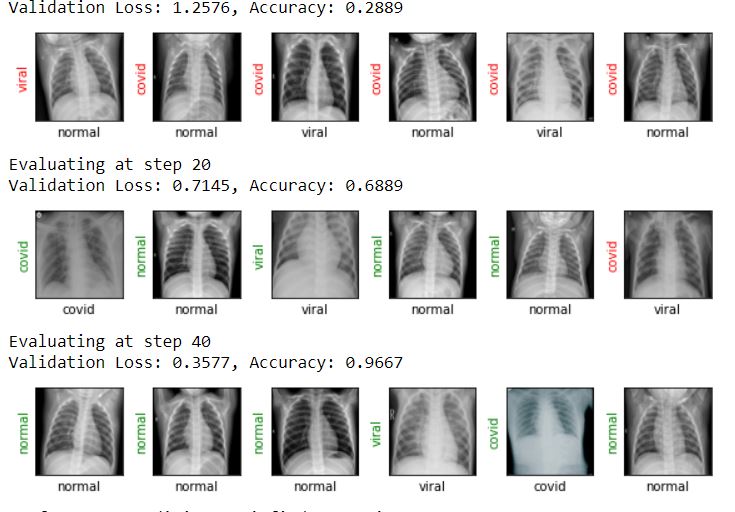 Validation Loss: 1.2576, Accuracy: 0.2889
viral covid covid covid covid covid
normal normal viral normal viral normal
Evaluating at step 20
Validation Loss: 0.7145, Accuracy: 0.6889
covid normal viral normal normal covid
covid normal viral normal normal viral
Evaluating at step 40
Validation Loss: 0.3577, Accuracy: 0.9667
normal normal normal viral covid normal
normal normal normal viral covid normal